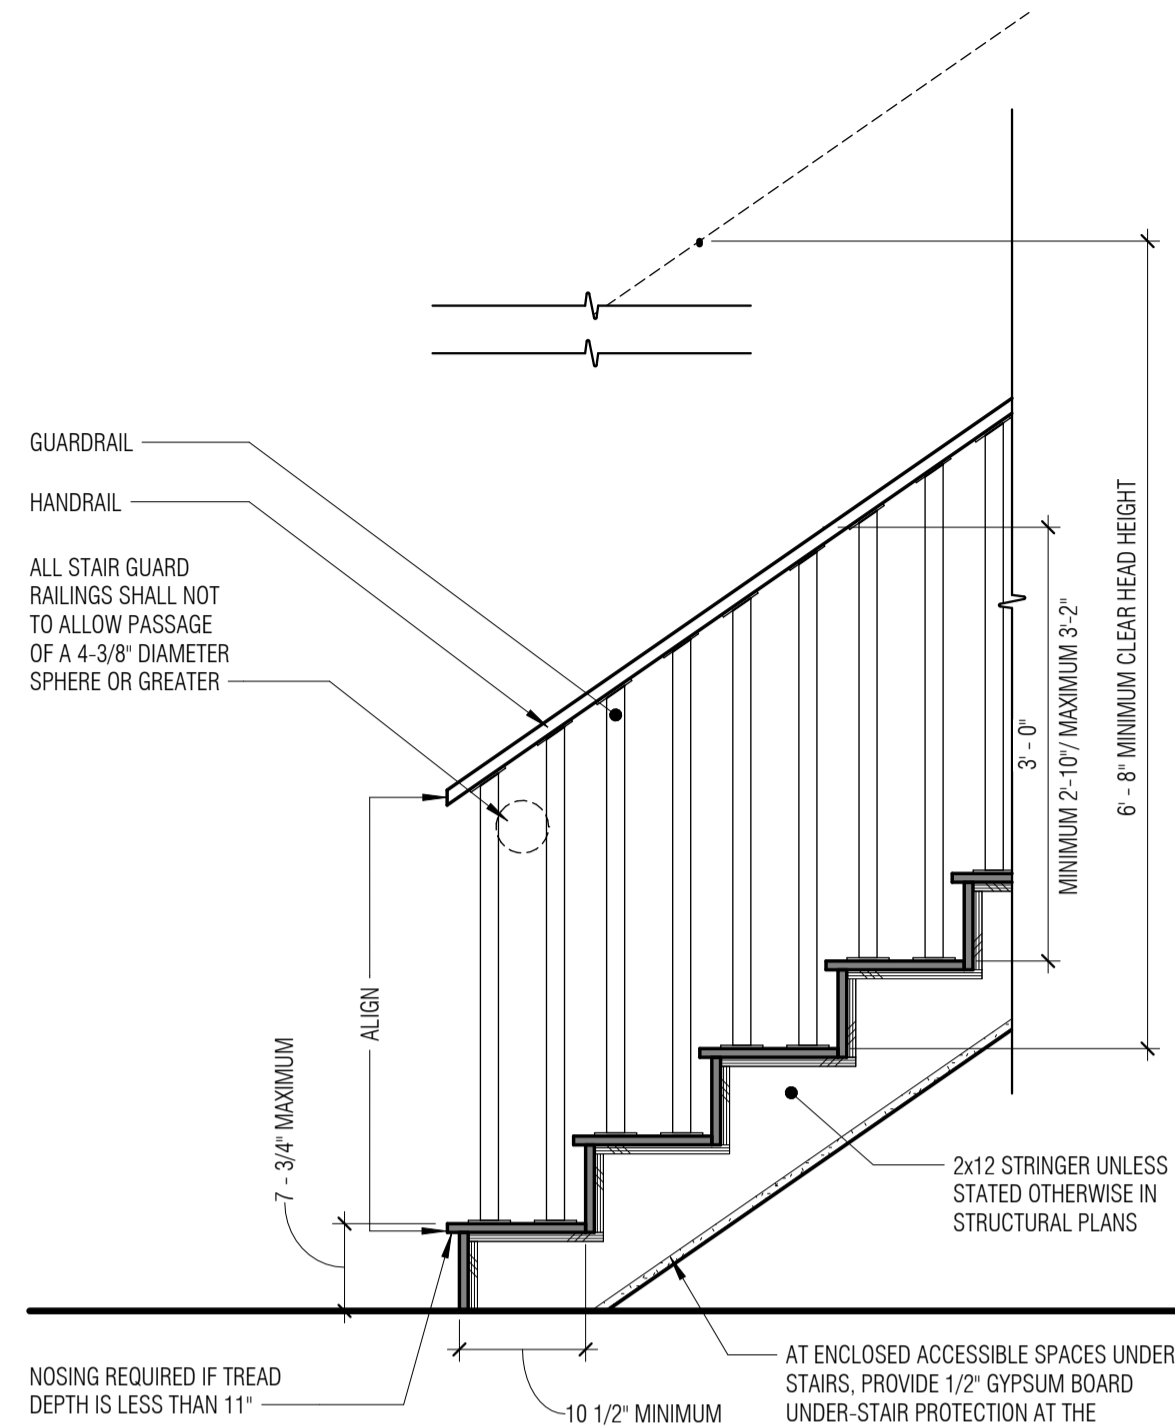 GUARDRAIL
HANDRAIL
ALL STAIR GUARD
RAILINGS SHALL NOT
TO ALLOW PASSAGE
OF A 4-3/8" DIAMETER
SPHERE OR GREATER
ALIGN
7 - 3/4" MAXIMUM
3' - 0"
MINIMUM 2'-10"/ MAXIMUM 3'-2"
6' - 8" MINIMUM CLEAR HEAD HEIGHT
2x12 STRINGER UNLESS
STATED OTHERWISE IN
STRUCTURAL PLANS
NOSING REQUIRED IF TREAD
DEPTH IS LESS THAN 11"
10 1/2" MINIMUM
AT ENCLOSED ACCESSIBLE SPACES UNDER
STAIRS, PROVIDE 1/2" GYPSUM BOARD
UNDER-STAIR PROTECTION AT THE